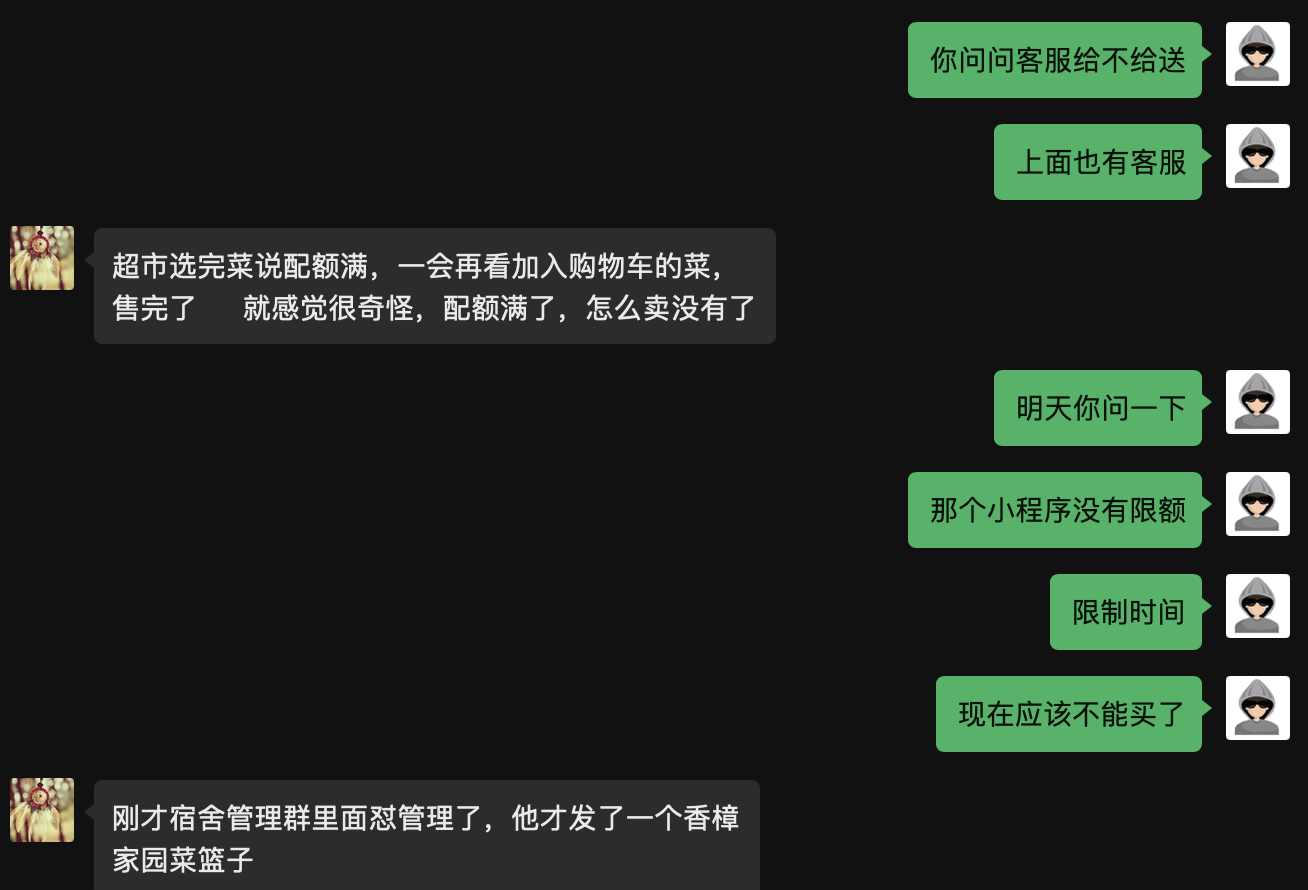 你问问客服给不给送
上面也有客服
超市选完菜说配额满，一会再看加入购物车的菜，
售完了 就感觉很奇怪，配额满了，怎么卖没有了
明天你问一下
那个小程序没有限额
限制时间
现在应该不能买了
刚才宿舍管理群里面怼管理了，他才发了一个香樟
家园菜篮子